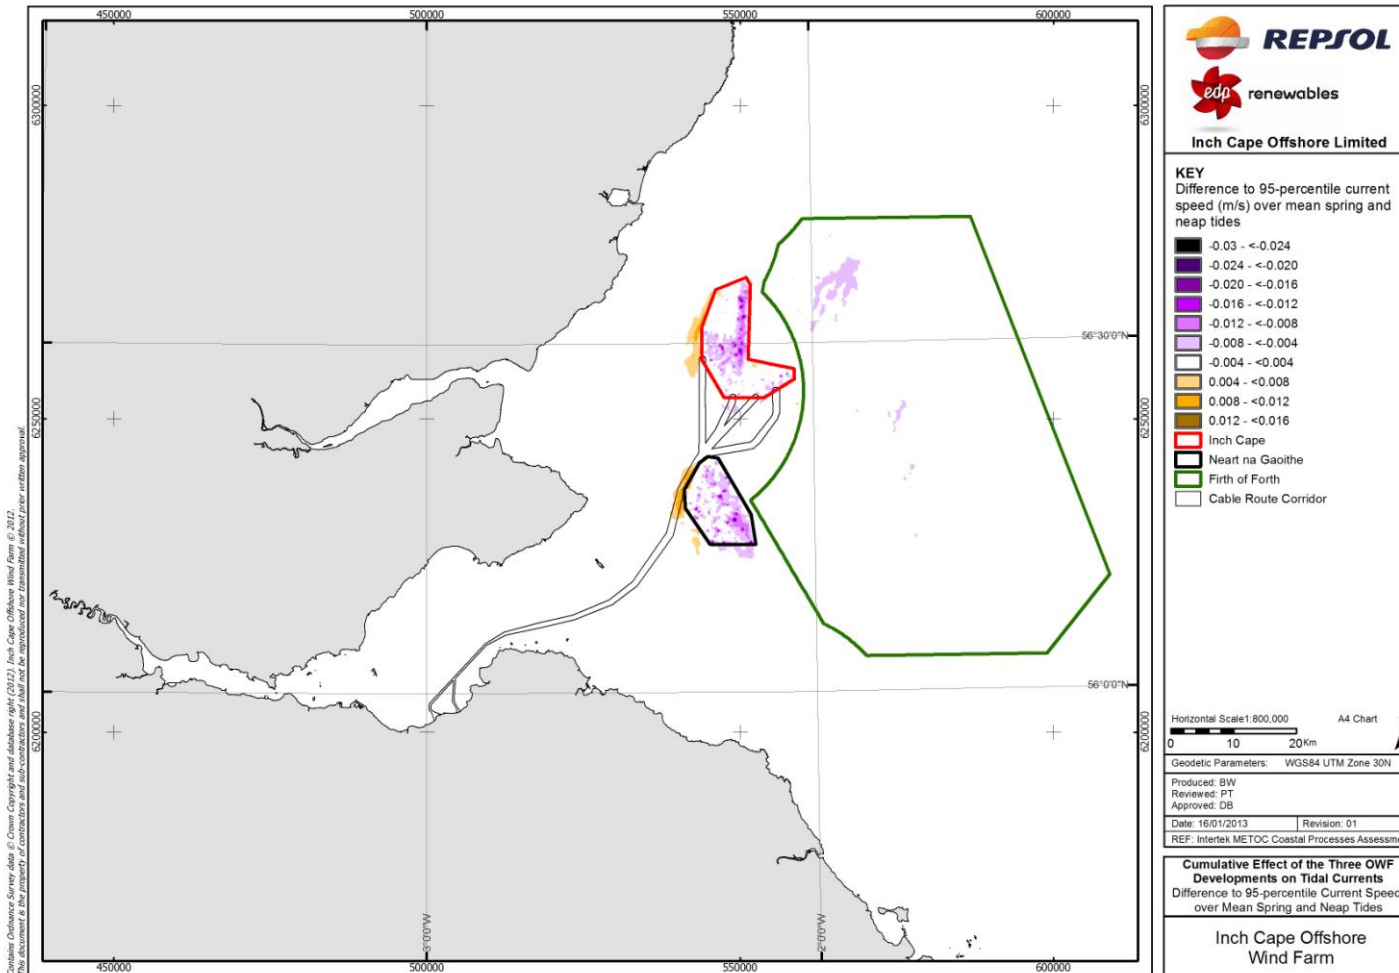 450000
500000
550000
600000
6300000
6300000
6250000
6250000
6200000
6200000
56°30'0"N
56°0'0"N
3°0'0"W
2°0'0"W
450000
500000
550000
600000
Contains Ordnance Survey data © Crown Copyright and database right (2012). Inch Cape Offshore Wind Farm © 2012.
This document is the property of contractors and sub-contractors and shall not be reproduced nor transmitted without prior written approval.
REPSOL
edp renewables
Inch Cape Offshore Limited
KEY
Difference to 95-percentile current
speed (m/s) over mean spring and
neap tides
-0.03 - <-0.024
-0.024 - <-0.020
-0.020 - <-0.016
-0.016 - <-0.012
-0.012 - <-0.008
-0.008 - <-0.004
-0.004 - <0.004
0.004 - <0.008
0.008 - <0.012
0.012 - <0.016
Inch Cape
Neart na Gaoithe
Firth of Forth
Cable Route Corridor
Horizontal Scale1:800,000 A4 Chart
0 10 20Km
Geodetic Parameters: WGS84 UTM Zone 30N
Produced: BW
Reviewed: PT
Approved: DB
Date: 16/01/2013 Revision: 01
REF: Intertek METOC Coastal Processes Assessm
Cumulative Effect of the Three OWF
Developments on Tidal Currents
Difference to 95-percentile Current Speed
over Mean Spring and Neap Tides
Inch Cape Offshore
Wind Farm